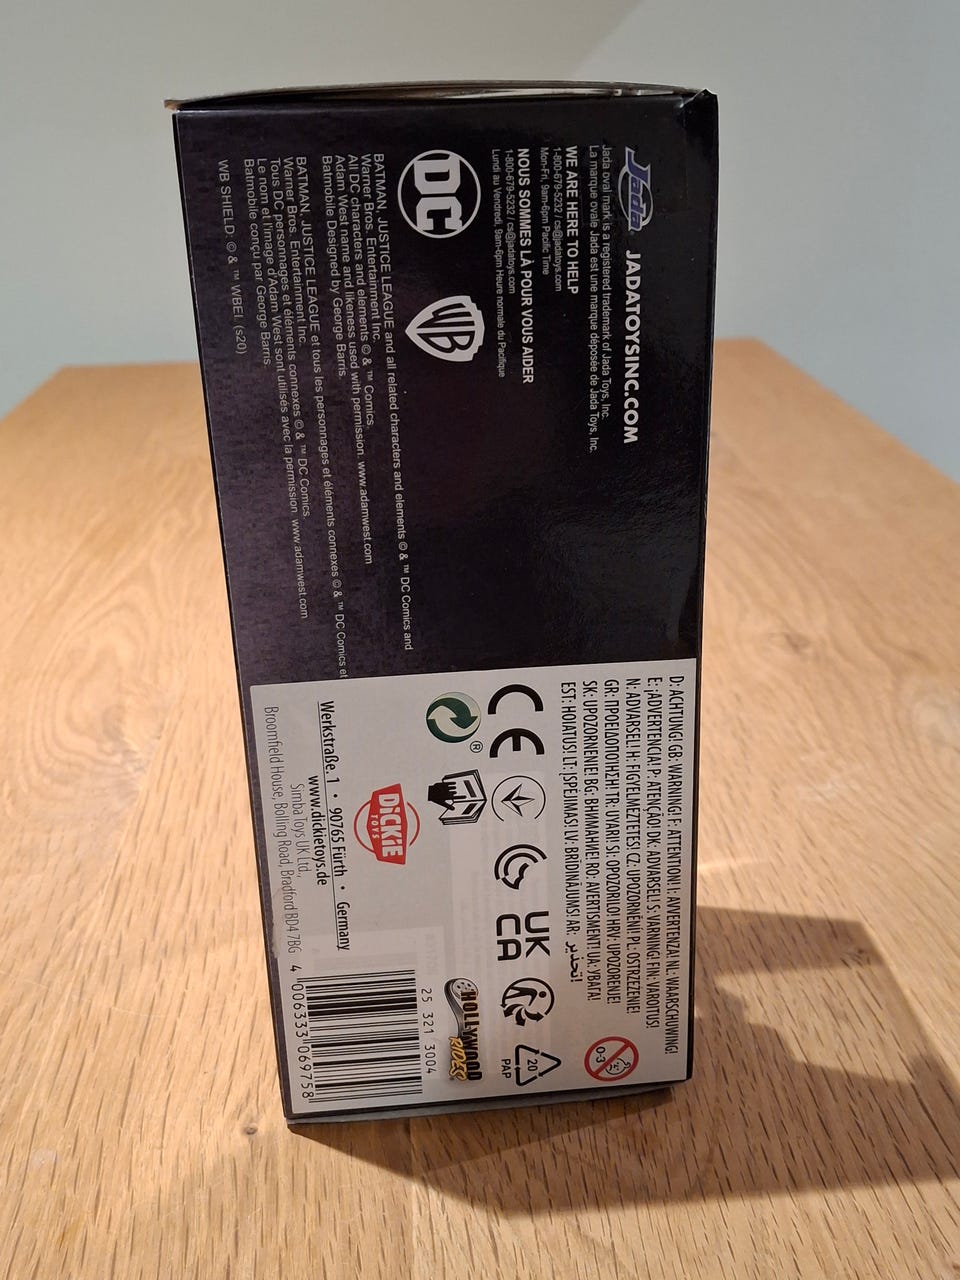 Jada JADATOYSINC.COM
Jada oval mark is a registered trademark of Jada Toys, Inc.
La marque ovale Jada est une marque déposée de Jada Toys, Inc.
WE ARE HERE TO HELP
1-800-679-5232 / cs@jadatoys.com
Mon-Fri, 9am-6pm Pacific Time
NOUS SOMMES LÀ POUR VOUS AIDER
1-800-679-5232 / cs@jadatoys.com
Lundi au Vendredi, 9am-6pm Heure normale du Pacifique
DC WB
BATMAN, JUSTICE LEAGUE and all related characters and elements © & ™ DC Comics and
Warner Bros. Entertainment Inc.
All DC characters and elements © & ™ DC Comics.
Adam West name and likeness used with permission. www.adamwest.com
Batmobile Designed by George Barris.
BATMAN, JUSTICE LEAGUE et tous les personnages et éléments connexes © & ™ DC Comics et
Warner Bros. Entertainment Inc.
Tous DC personnages et éléments connexes © & ™ DC Comics.
Le nom et l'image d'Adam West sont utilisés avec la permission. www.adamwest.com
Batmobile conçu par George Barris.
WB SHIELD: © & ™ WBEI. (s20)
D: ACHTUNG! GB: WARNING! F: ATTENTION! I: AVVERTENZA! NL: WAARSCHUWING!
E: ¡ADVERTENCIA! P: ATENÇÃO! DK: ADVARSEL! S: VARNING! FIN: VAROITUS!
N: ADVARSEL! H: FIGYELMEZTETÉS! CZ: UPOZORNĚNÍ! PL: OSTRZEŻENIE!
GR: ΠΡΟΕΙΔΟΠΟΙΗΣΗ! TR: UYARI! SI: OPOZORILO! HRV: UPOZORENJE!
SK: UPOZORNENIE! BG: ВНИМАНИЕ! RO: AVERTISMENT! UA: УВАГА!
EST: HOIATUS! LT: ĮSPĖJIMAS! LV: BRĪDINĀJUMS! AR: تحذير!
0-3
CE UK
CA
20
PAP
®
HOLLYWOOD
RIDES
DICKIE
TOYS
25 321 3004
Werkstraße. 1 • 90765 Fürth • Germany
www.dickietoys.de
Simba Toys UK Ltd.,
Broomfield House, Bolling Road, Bradford BD4 7BG
4 006333 069758